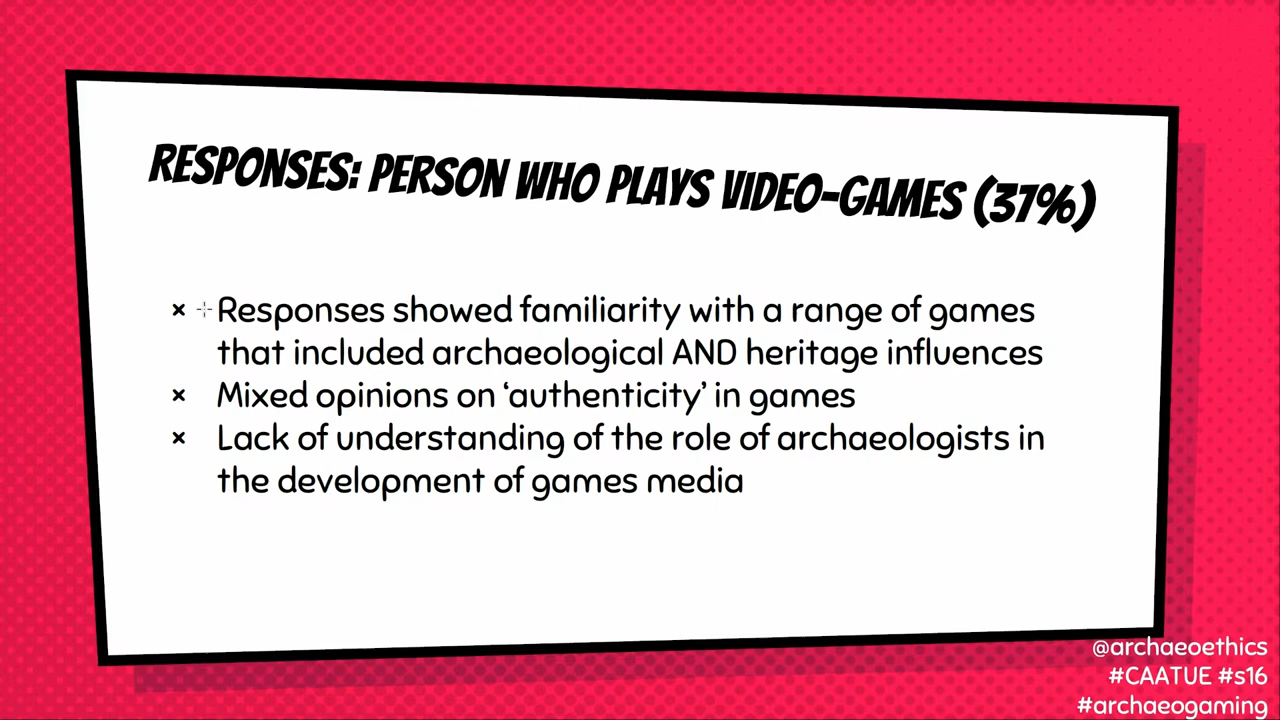 RESPONSES: PERSON WHO PLAYS VIDEO-GAMES (37%)
× Responses showed familiarity with a range of games
that included archaeological AND heritage influences
× Mixed opinions on ‘authenticity’ in games
× Lack of understanding of the role of archaeologists in
the development of games media
@archaeoethics
#CAATUE #s16
#archaeogaming